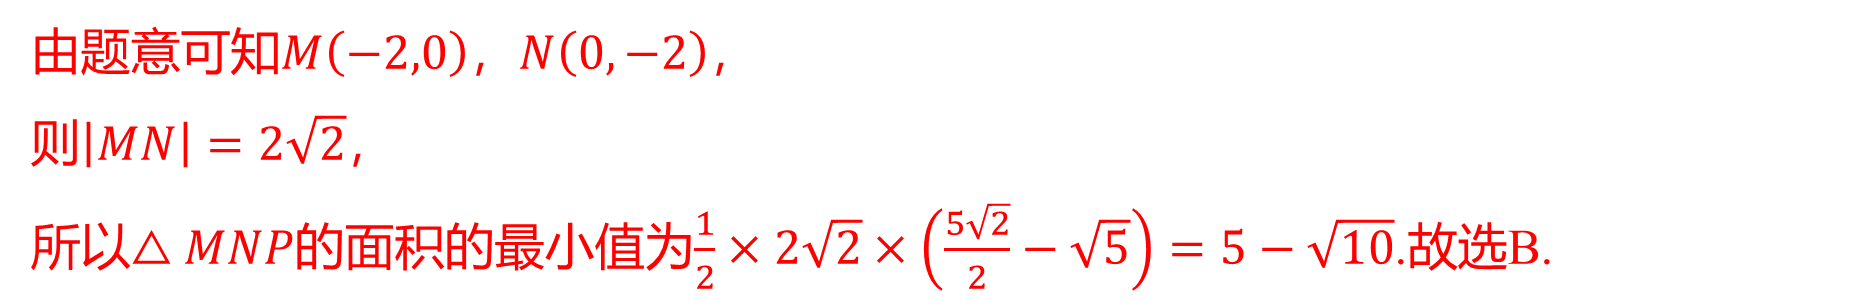 由题意可知M(−2,0)，N(0,−2),
则|MN| = 2√2,
所以△MNP的面积的最小值为1/2 × 2√2 × (5√2/2 − √5) = 5 − √10.故选B.